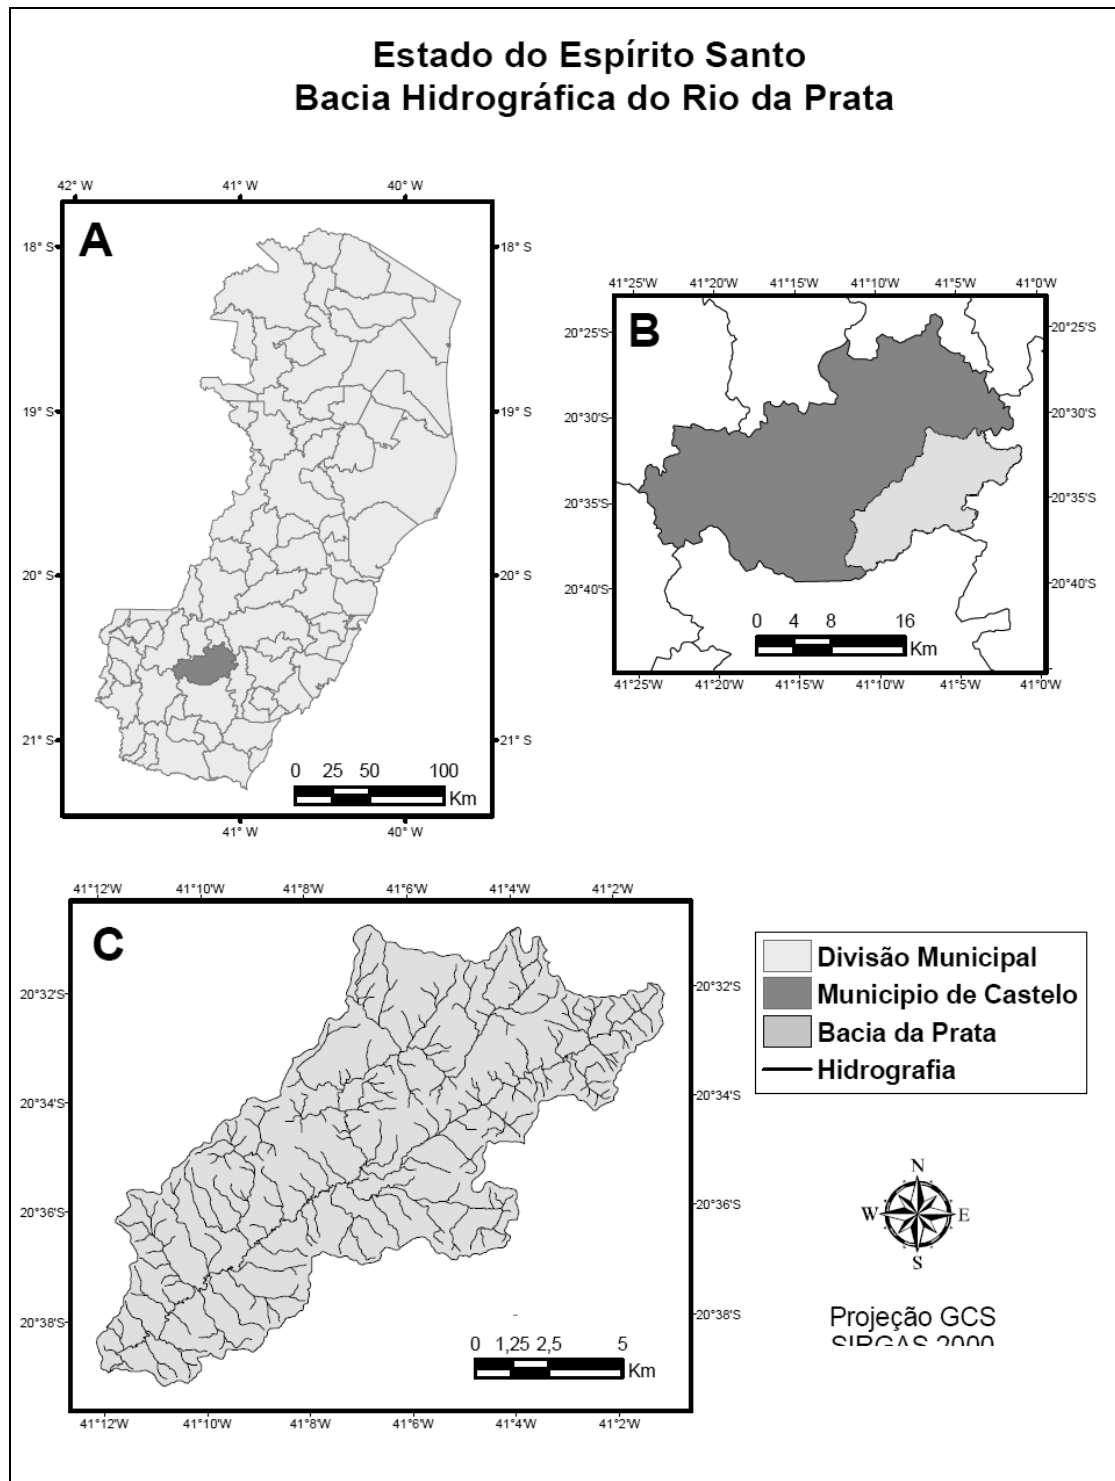 Estado do Espírito Santo
Bacia Hidrográfica do Rio da Prata
42° W 41° W 40° W
A
18° S 18° S
19° S 19° S
20° S 20° S
21° S 21° S
0 25 50 100
Km
41° W 40° W
41°25'W 41°20'W 41°15'W 41°10'W 41°5'W 41°0'W
B
20°25'S 20°25'S
20°30'S 20°30'S
20°35'S 20°35'S
20°40'S 20°40'S
0 4 8 16
Km
41°25'W 41°20'W 41°15'W 41°10'W 41°5'W 41°0'W
41°12'W 41°10'W 41°8'W 41°6'W 41°4'W 41°2'W
C
20°32'S 20°32'S
20°34'S 20°34'S
20°36'S 20°36'S
20°38'S 20°38'S
0 1,25 2,5 5
Km
41°12'W 41°10'W 41°8'W 41°6'W 41°4'W 41°2'W
Divisão Municipal
Municipio de Castelo
Bacia da Prata
Hidrografia
N
W E
S
Projeção GCS
SIRGAS 2000